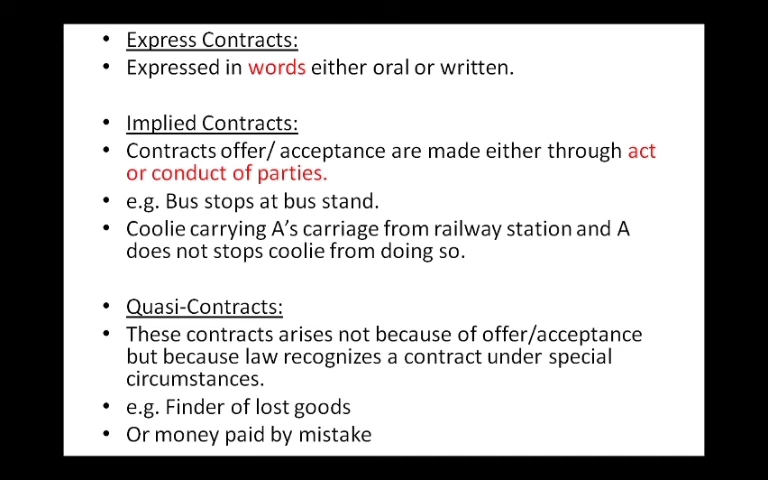 • Express Contracts:
• Expressed in words either oral or written.
• Implied Contracts:
• Contracts offer/ acceptance are made either through act
or conduct of parties.
• e.g. Bus stops at bus stand.
• Coolie carrying A's carriage from railway station and A
does not stops coolie from doing so.
• Quasi-Contracts:
• These contracts arises not because of offer/acceptance
but because law recognizes a contract under special
circumstances.
• e.g. Finder of lost goods
• Or money paid by mistake